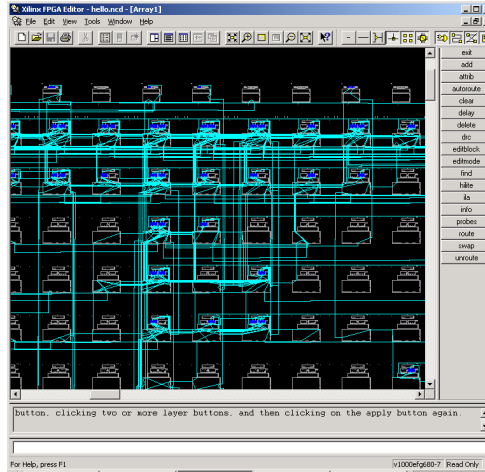 Xilinx FPGA Editor - hello.ncd - [Array1]
File Edit View Tools Window Help
exit
add
attrib
autoroute
clear
delay
delete
drc
editblock
editmode
find
hilite
ila
info
probes
route
swap
unroute
button. clicking two or more layer buttons. and then clicking on the apply button again.
For Help, press F1
v1000efg680-7 Read Only